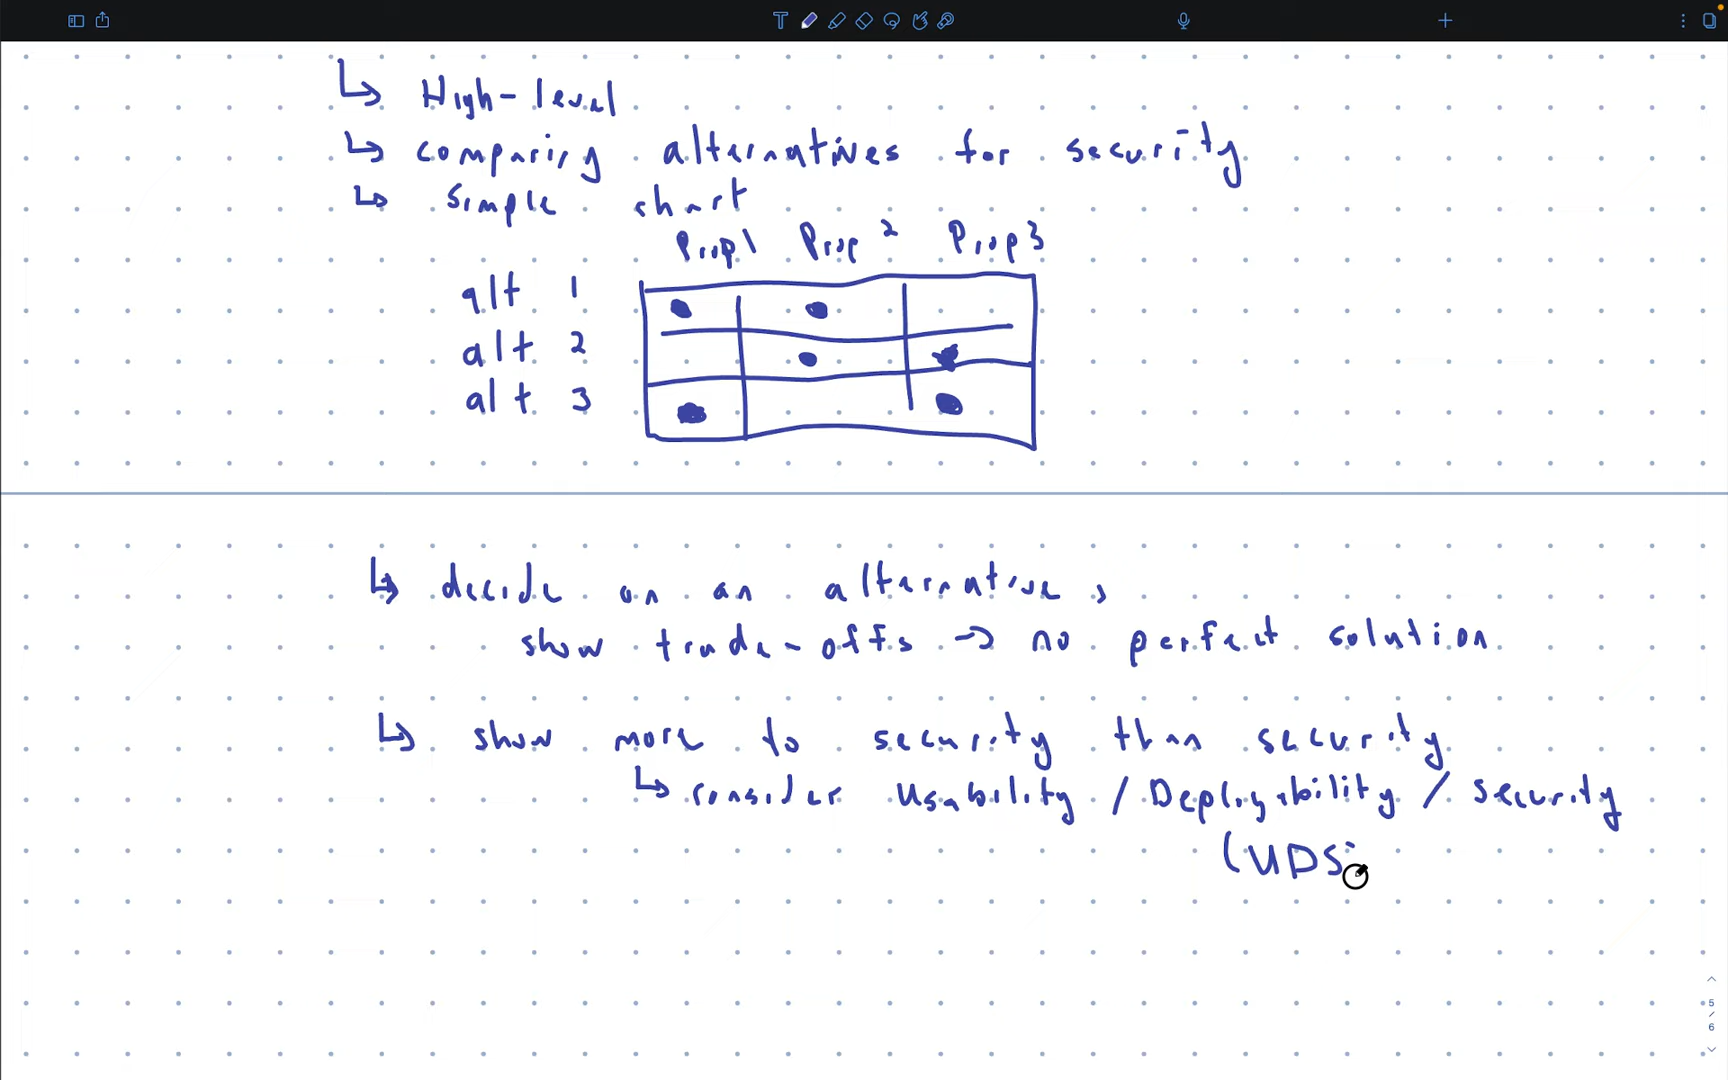 ↳ High-level
↳ comparing alternatives for security
↳ simple chart
Prop1 Prop 2 Prop3
alt 1
alt 2
alt 3
↳ decide on an alternative,
show trade-offs → no perfect solution
↳ show more to security than security
↳ consider Usability / Deployability / security
(UDS
5
/
6